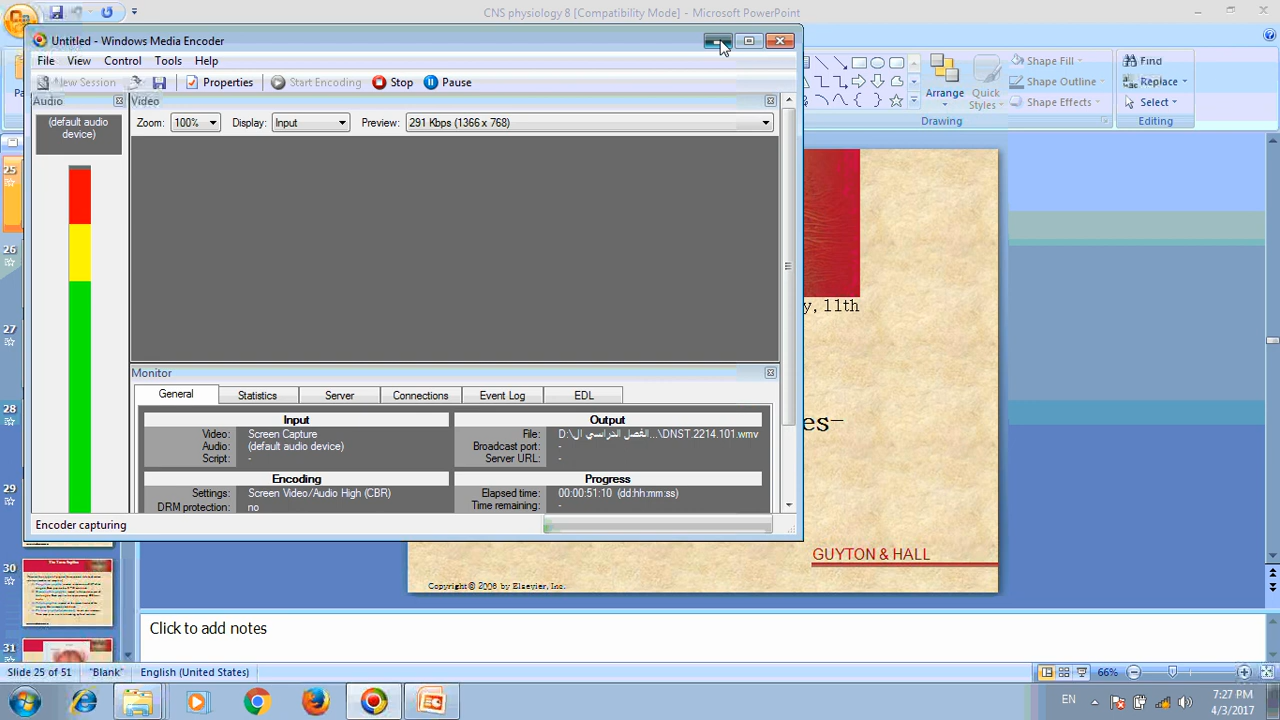 CNS physiology 8 [Compatibility Mode] - Microsoft PowerPoint
Untitled - Windows Media Encoder
File View Control Tools Help
New Session Properties Start Encoding Stop Pause
Audio Video
(default audio device)
Zoom: 100% Display: Input Preview: 291 Kbps (1366 x 768)
Monitor
General Statistics Server Connections Event Log EDL
Input
Video: Screen Capture
Audio: (default audio device)
Script: -
Output
File: D:\الفصل الدراسي ال...\DNST.2214.101.wmv
Broadcast port: -
Server URL: -
Encoding
Settings: Screen Video/Audio High (CBR)
DRM protection: no
Progress
Elapsed time: 00:00:51:10 (dd:hh:mm:ss)
Time remaining: -
Encoder capturing
Arrange
Quick Styles
Shape Fill
Shape Outline
Shape Effects
Drawing
Find
Replace
Select
Editing
25
26
27
28
29
30
31
y, 11th
es-
GUYTON & HALL
Copyright © 2006 Elsevier, Inc.
Click to add notes
Slide 25 of 51 "Blank" English (United States) 66%
EN 7:27 PM
4/3/2017